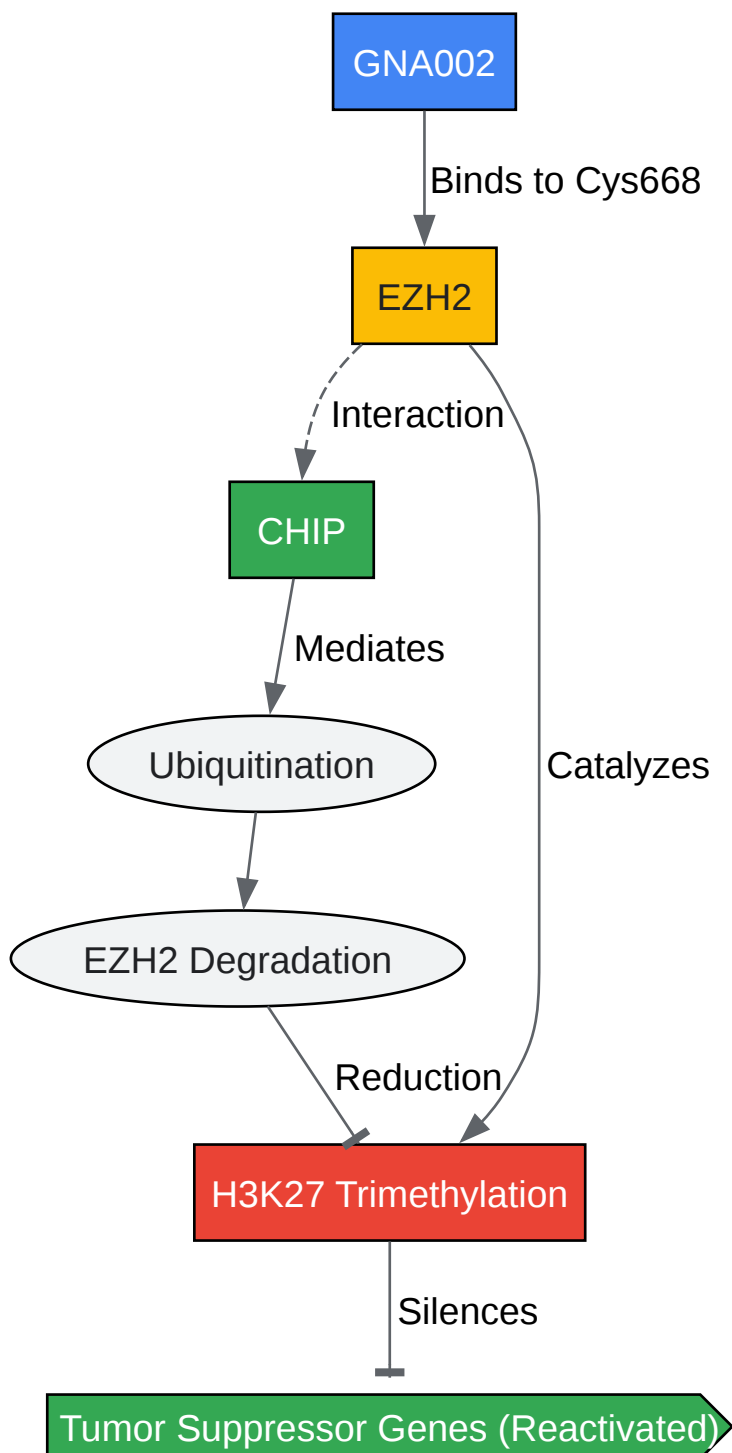 GNA002
Binds to Cys668
EZH2
Interaction
CHIP
Mediates
Ubiquitination
Catalyzes
EZH2 Degradation
Reduction
H3K27 Trimethylation
Silences
Tumor Suppressor Genes (Reactivated)